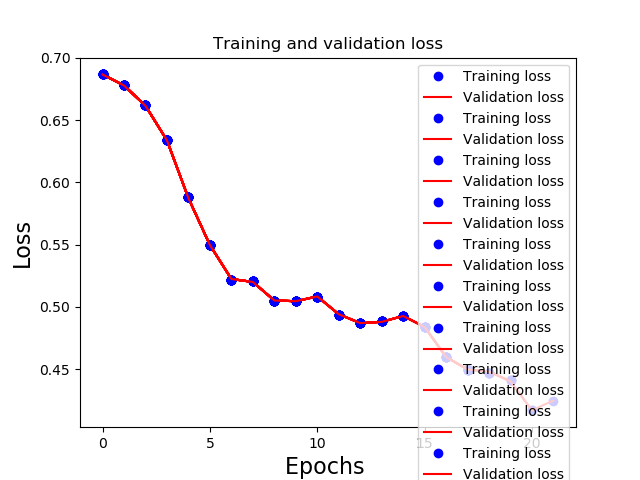 Training and validation loss
0.70
0.65
0.60
0.55
0.50
0.45
Loss
0
5
10
15
20
Epochs
Training loss
Validation loss
Training loss
Validation loss
Training loss
Validation loss
Training loss
Validation loss
Training loss
Validation loss
Training loss
Validation loss
Training loss
Validation loss
Training loss
Validation loss
Training loss
Validation loss
Training loss
Validation loss